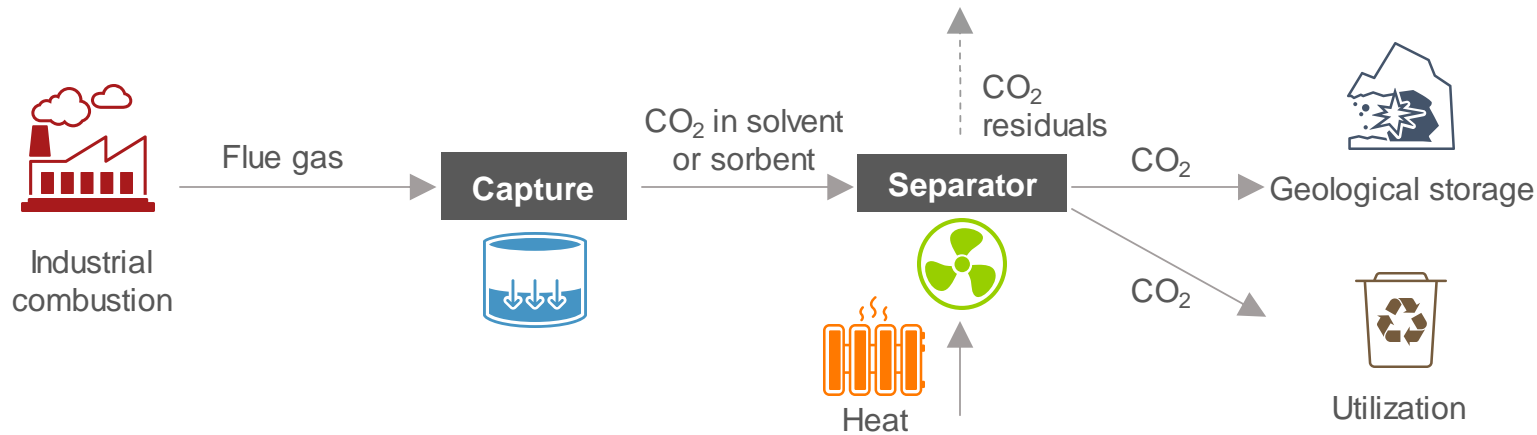 Industrial
combustion
Flue gas
Capture
CO₂ in solvent
or sorbent
Separator
CO₂
residuals
Heat
CO₂
Geological storage
CO₂
Utilization